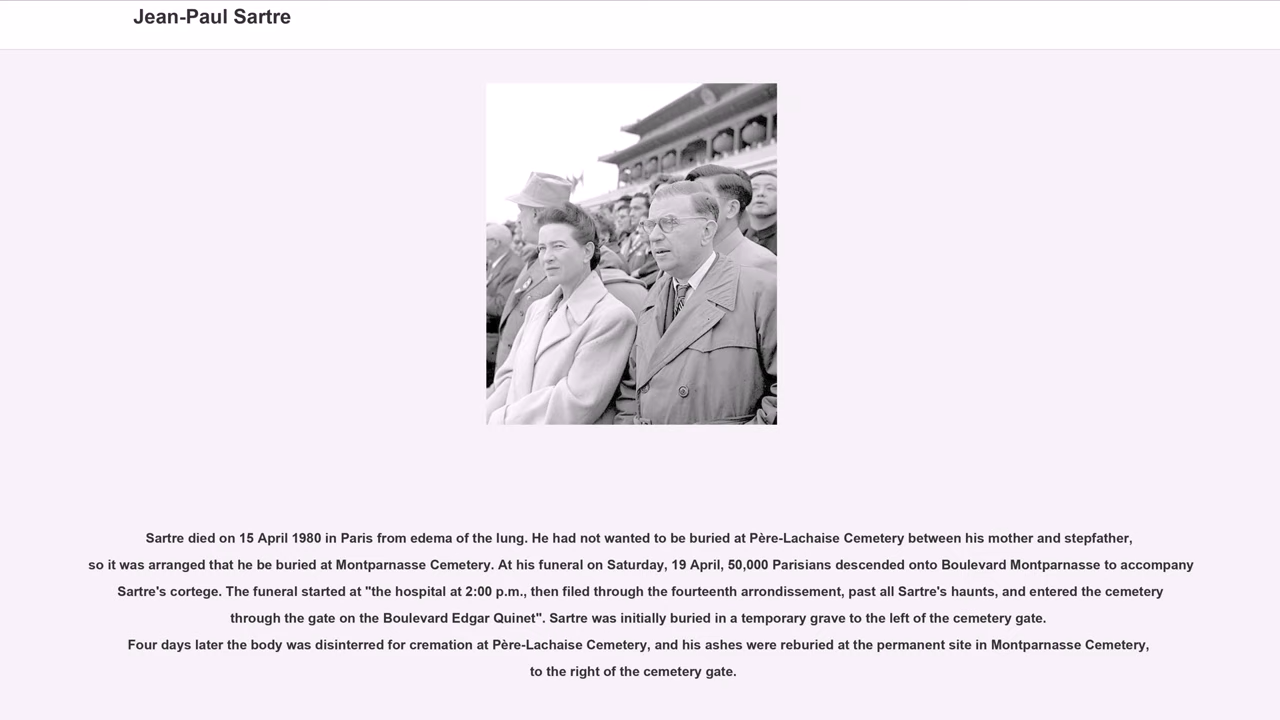 Jean-Paul Sartre
Sartre died on 15 April 1980 in Paris from edema of the lung. He had not wanted to be buried at Père-Lachaise Cemetery between his mother and stepfather,
so it was arranged that he be buried at Montparnasse Cemetery. At his funeral on Saturday, 19 April, 50,000 Parisians descended onto Boulevard Montparnasse to accompany
Sartre's cortege. The funeral started at "the hospital at 2:00 p.m., then filed through the fourteenth arrondissement, past all Sartre's haunts, and entered the cemetery
through the gate on the Boulevard Edgar Quinet". Sartre was initially buried in a temporary grave to the left of the cemetery gate.
Four days later the body was disinterred for cremation at Père-Lachaise Cemetery, and his ashes were reburied at the permanent site in Montparnasse Cemetery,
to the right of the cemetery gate.